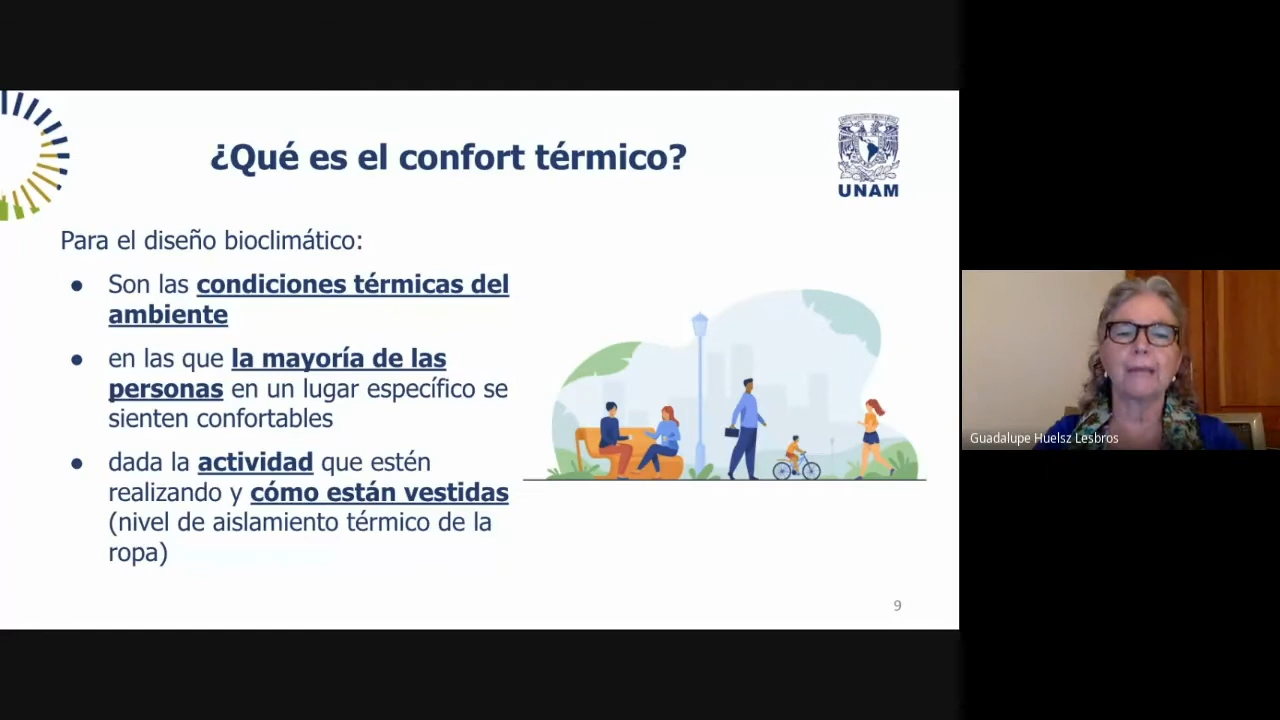 ¿Qué es el confort térmico?
UNAM
Para el diseño bioclimático:
● Son las condiciones térmicas del
ambiente
● en las que la mayoría de las
personas en un lugar específico se
sienten confortables
● dada la actividad que estén
realizando y cómo están vestidas
(nivel de aislamiento térmico de la
ropa)
9
Guadalupe Huelsz Lesbros